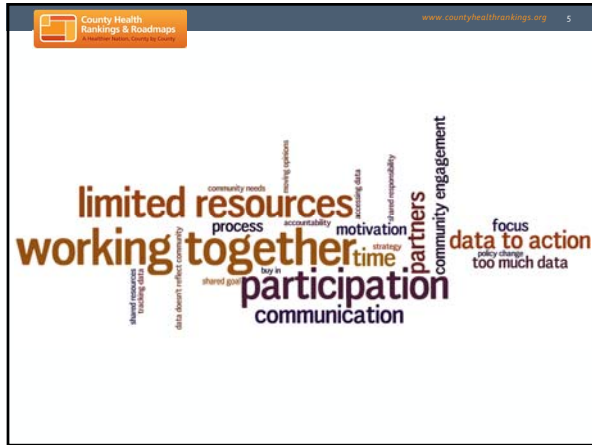 County Health
Rankings & Roadmaps
A Healthier Nation, County by County
www.countyhealthrankings.org 5
moving opinions
community needs
limited resources
accountability
process
accessing data
shared responsibility
motivation
partners
community engagement
working together
time
strategy
focus
data to action
policy change
too much data
shared resources
tracking data
data doesn't reflect community
shared goal
buy in
participation
communication